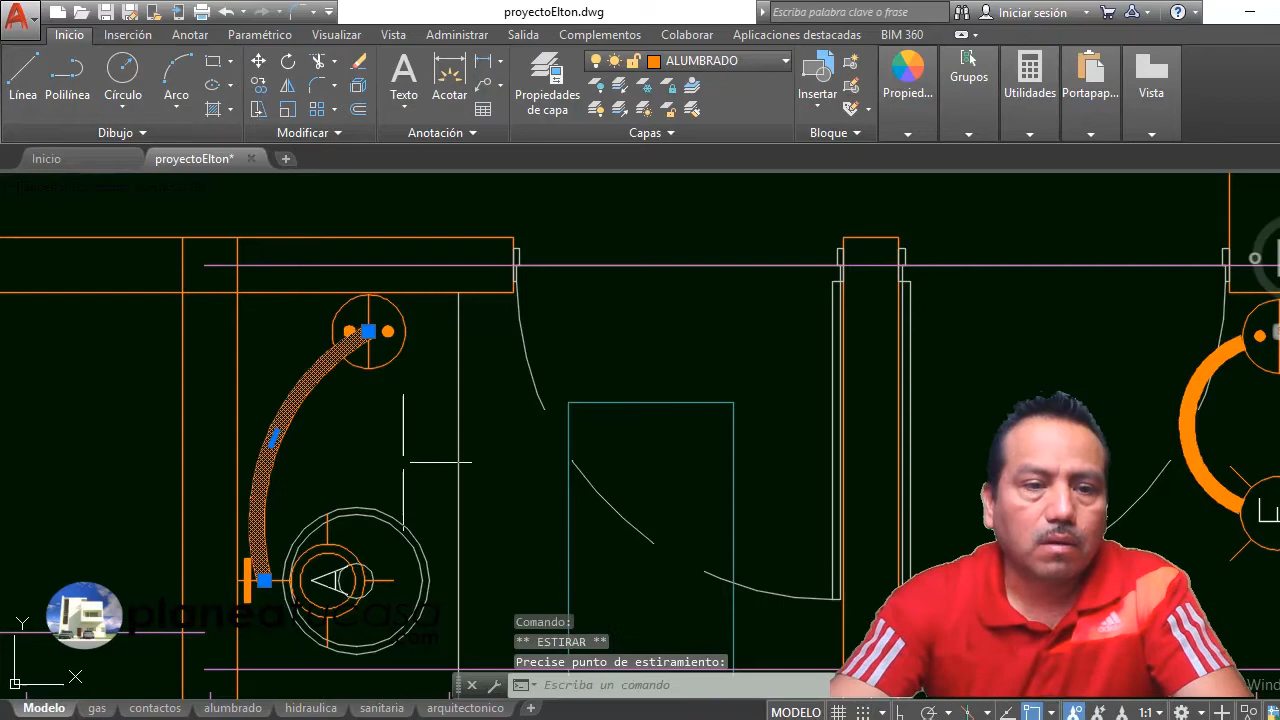 proyectoElton.dwg
Escriba palabra clave o frase
Iniciar sesión
Inicio Inserción Anotar Paramétrico Visualizar Vista Administrar Salida Complementos Colaborar Aplicaciones destacadas BIM 360
ALUMBRADO
Línea Polilínea Círculo Arco
Texto Acotar
Propiedades de capa
Insertar
Propied... Grupos Utilidades Portapap... Vista
Dibujo Modificar Anotación Capas Bloque
Inicio proyectoElton*
A
planeatucasa
.com
Comando:
** ESTIRAR **
Precise punto de estiramiento:
Escriba un comando
Y
X
Modelo gas contactos alumbrado hidraulica sanitaria arquitectonico
MODELO
1:1